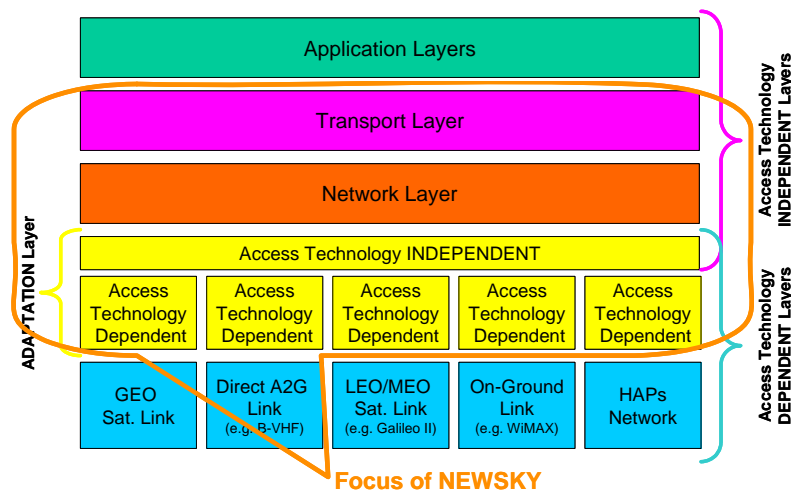 Application Layers
Transport Layer
Network Layer
Access Technology INDEPENDENT
Access
Technology
Dependent
Access
Technology
Dependent
Access
Technology
Dependent
Access
Technology
Dependent
Access
Technology
Dependent
GEO
Sat. Link
Direct A2G
Link
(e.g. B-VHF)
LEO/MEO
Sat. Link
(e.g. Galileo II)
On-Ground
Link
(e.g. WiMAX)
HAPs
Network
ADAPTATION Layer
Access Technology
INDEPENDENT Layers
Access Technology
DEPENDENT Layers
Focus of NEWSKY